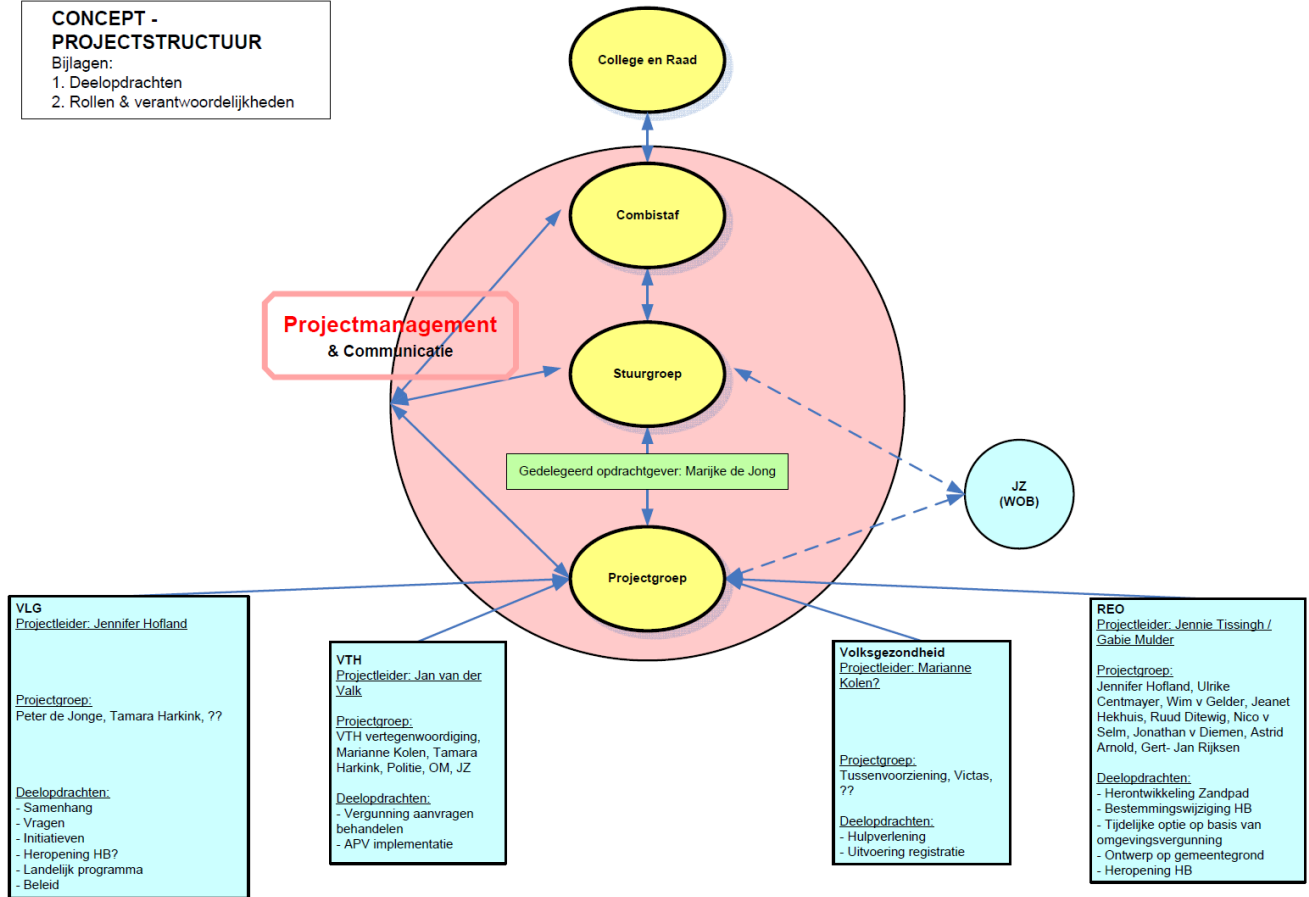 CONCEPT -
PROJECTSTRUCTUUR
Bijlagen:
1. Deelopdrachten
2. Rollen & verantwoordelijkheden
College en Raad
Combistaf
Projectmanagement
& Communicatie
Stuurgroep
Gedelegeerd opdrachtgever: Marijke de Jong
JZ
(WOB)
Projectgroep
VLG
Projectleider: Jennifer Hofland
Projectgroep:
Peter de Jonge, Tamara Harkink, ??
Deelopdrachten:
- Samenhang
- Vragen
- Initiatieven
- Heropening HB?
- Landelijk programma
- Beleid
VTH
Projectleider: Jan van der
Valk
Projectgroep:
VTH vertegenwoordiging,
Marianne Kolen, Tamara
Harkink, Politie, OM, JZ
Deelopdrachten:
- Vergunning aanvragen
behandelen
- APV implementatie
Volksgezondheid
Projectleider: Marianne
Kolen?
Projectgroep:
Tussenvoorziening, Victas,
??
Deelopdrachten:
- Hulpverlening
- Uitvoering registratie
REO
Projectleider: Jennie Tissingh /
Gabie Mulder
Projectgroep:
Jennifer Hofland, Ulrike
Centmayer, Wim v Gelder, Jeanet
Hekhuis, Ruud Ditewig, Nico v
Selm, Jonathan v Diemen, Astrid
Arnold, Gert- Jan Rijksen
Deelopdrachten:
- Herontwikkeling Zandpad
- Bestemmingswijziging HB
- Tijdelijke optie op basis van
omgevingsvergunning
- Ontwerp op gemeentegrond
- Heropening HB